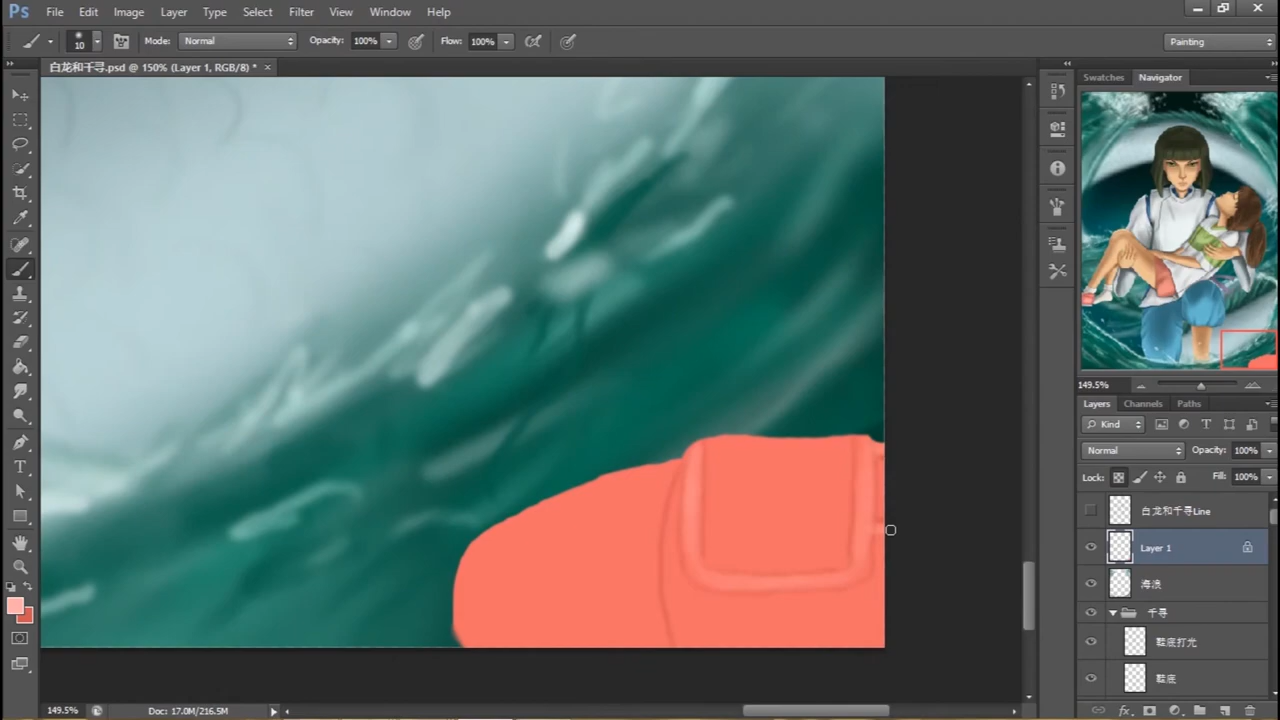 Ps File Edit Image Layer Type Select Filter View Window Help
10 Mode: Normal Opacity: 100% Flow: 100% Painting
白龙和千寻.psd @ 150% (Layer 1, RGB/8) * ×
Swatches Navigator
149.5%
Layers Channels Paths
Kind
Normal Opacity: 100%
Lock: Fill: 100%
白龙和千寻Line
Layer 1
海浪
千寻
鞋底打光
鞋底
T
149.5% Doc: 17.0M/216.5M